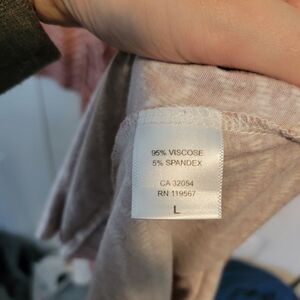 95% VISCOSE
5% SPANDEX
CA 32054
RN 119567
L